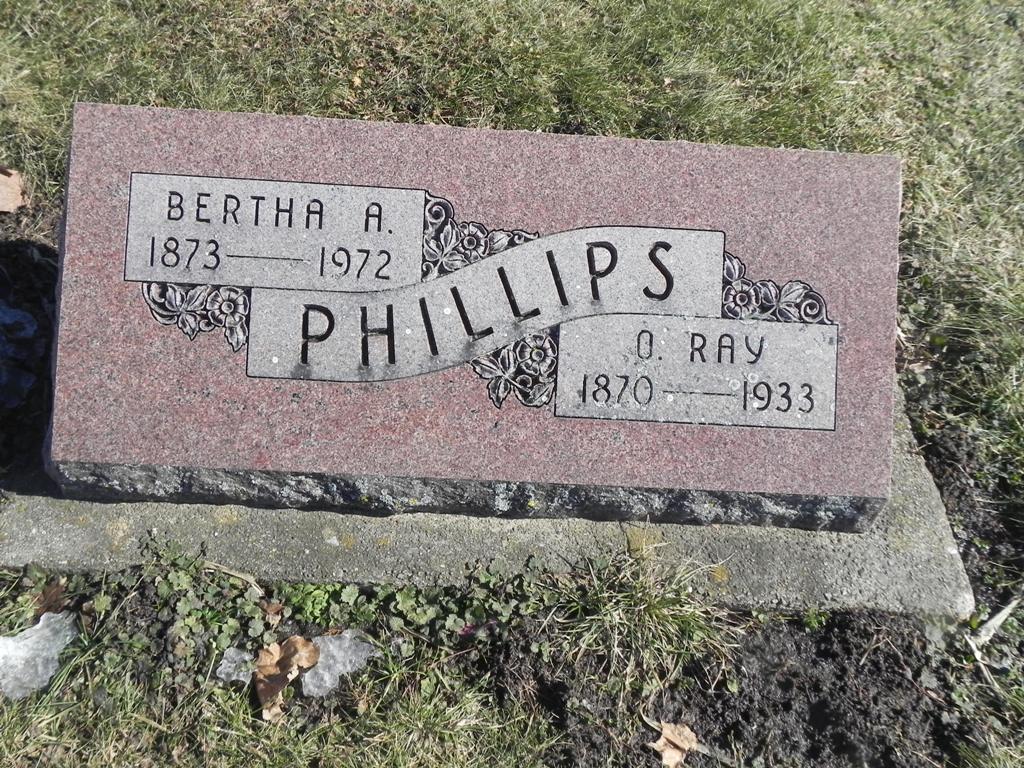 BERTHA A.
1873 — 1972
PHILLIPS
O. RAY
1870 — 1933